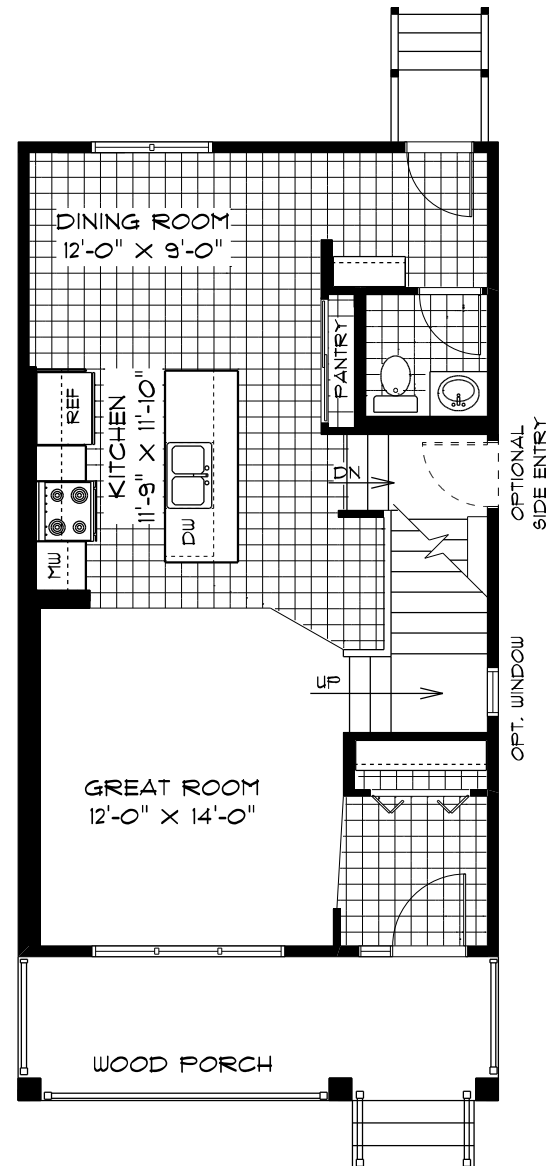 DINING ROOM
12'-0" X 9'-0"
PANTRY
REF
KITCHEN
11'-9" X 11'-10"
DN
OPTIONAL
SIDE ENTRY
DW
MW
UP
OPT. WINDOW
GREAT ROOM
12'-0" X 14'-0"
WOOD PORCH